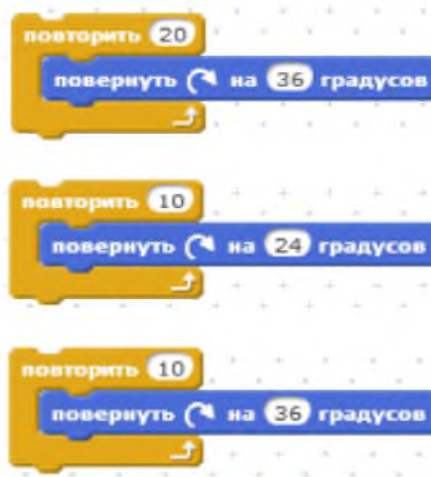 повторить 20
повернуть на 36 градусов
повторить 10
повернуть на 24 градусов
повторить 10
повернуть на 36 градусов